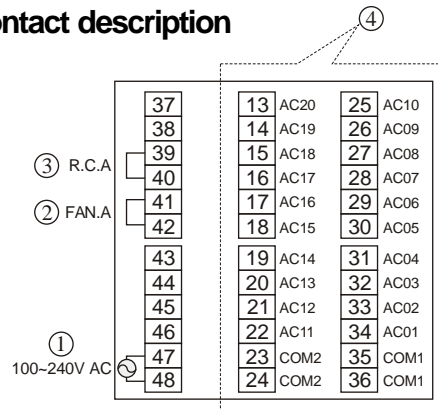 ontact description
④
37 13 AC20 25 AC10
38 14 AC19 26 AC09
③ R.C.A 39 15 AC18 27 AC08
40 16 AC17 28 AC07
② FAN.A 41 17 AC16 29 AC06
42 18 AC15 30 AC05
43 19 AC14 31 AC04
44 20 AC13 32 AC03
45 21 AC12 33 AC02
① 46 22 AC11 34 AC01
100~240V AC 47 23 COM2 35 COM1
48 24 COM2 36 COM1